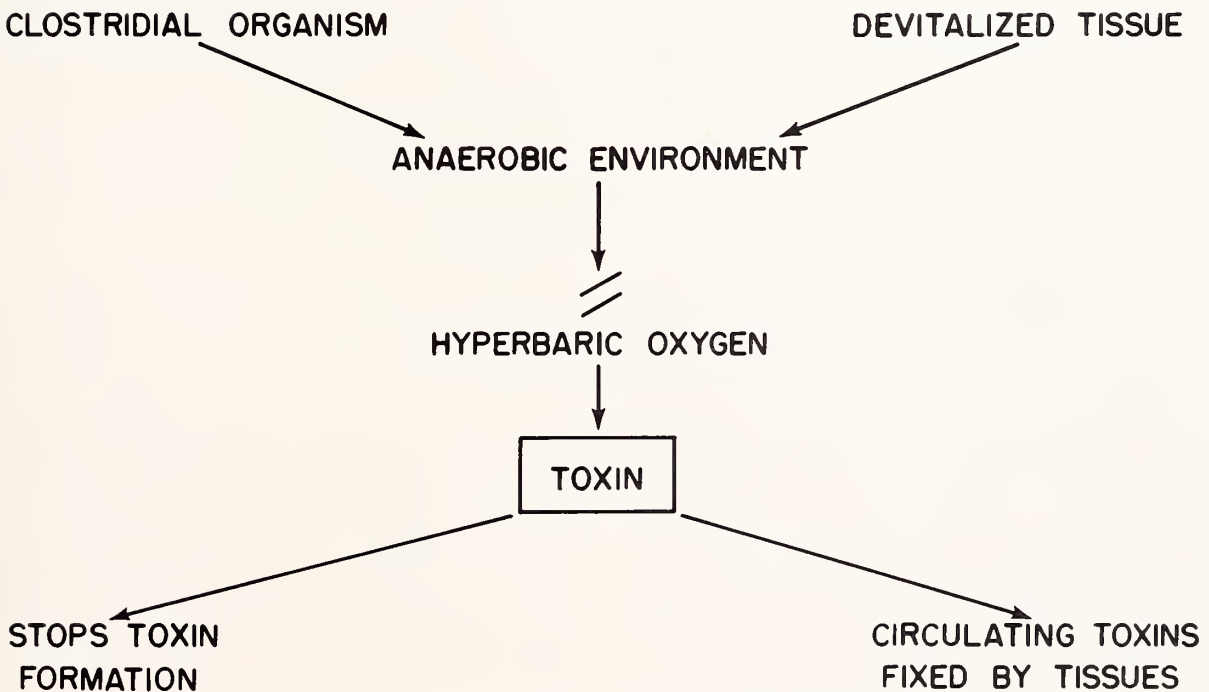 CLOSTRIDIAL ORGANISM
DEVITALIZED TISSUE
ANAEROBIC ENVIRONMENT
HYPERBARIC OXYGEN
TOXIN
STOPS TOXIN
FORMATION
CIRCULATING TOXINS
FIXED BY TISSUES